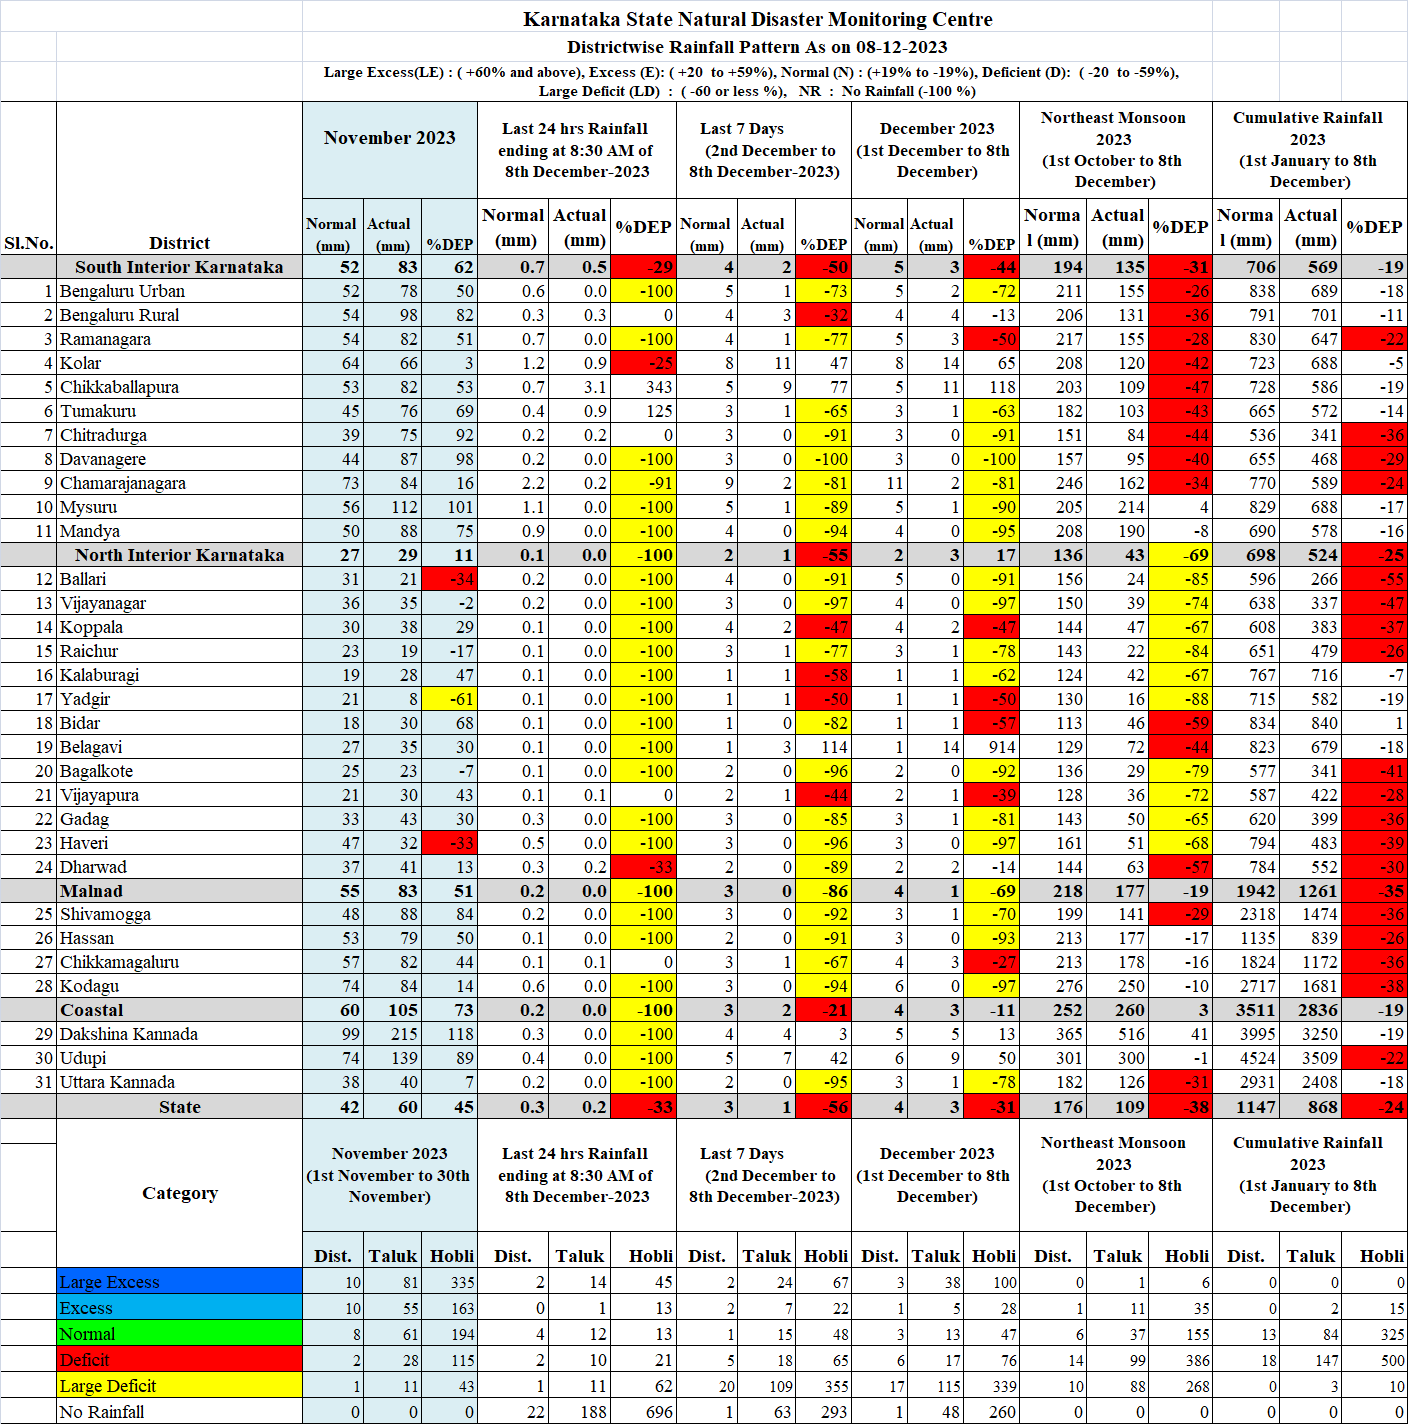 Karnataka State Natural Disaster Monitoring Centre
Districtwise Rainfall Pattern As on 08-12-2023
Large Excess(LE) : ( +60% and above), Excess (E): ( +20 to +59%), Normal (N) : (+19% to -19%), Deficient (D): ( -20 to -59%),
Large Deficit (LD) : ( -60 or less %), NR : No Rainfall (-100 %)
Sl.No. District November 2023 Last 24 hrs Rainfall ending at 8:30 AM of 8th December-2023 Last 7 Days (2nd December to 8th December-2023) December 2023 (1st December to 8th December) Northeast Monsoon 2023 (1st October to 8th December) Cumulative Rainfall 2023 (1st January to 8th December)
Normal (mm) Actual (mm) %DEP Normal (mm) Actual (mm) %DEP Normal (mm) Actual (mm) %DEP Normal (mm) Actual (mm) %DEP Norma l (mm) Actual (mm) %DEP Norma l (mm) Actual (mm) %DEP
South Interior Karnataka 52 83 62 0.7 0.5 -29 4 2 -50 5 3 -44 194 135 -31 706 569 -19
1 Bengaluru Urban 52 78 50 0.6 0.0 -100 5 1 -73 5 2 -72 211 155 -26 838 689 -18
2 Bengaluru Rural 54 98 82 0.3 0.3 0 4 3 -32 4 4 -13 206 131 -36 791 701 -11
3 Ramanagara 54 82 51 0.7 0.0 -100 4 1 -77 5 3 -50 217 155 -28 830 647 -22
4 Kolar 64 66 3 1.2 0.9 -25 8 11 47 8 14 65 208 120 -42 723 688 -5
5 Chikkaballapura 53 82 53 0.7 3.1 343 5 9 77 5 11 118 203 109 -47 728 586 -19
6 Tumakuru 45 76 69 0.4 0.9 125 3 1 -65 3 1 -63 182 103 -43 665 572 -14
7 Chitradurga 39 75 92 0.2 0.2 0 3 0 -91 3 0 -91 151 84 -44 536 341 -36
8 Davanagere 44 87 98 0.2 0.0 -100 3 0 -100 3 0 -100 157 95 -40 655 468 -29
9 Chamarajanagara 73 84 16 2.2 0.2 -91 9 2 -81 11 2 -81 246 162 -34 770 589 -24
10 Mysuru 56 112 101 1.1 0.0 -100 5 1 -89 5 1 -90 205 214 4 829 688 -17
11 Mandya 50 88 75 0.9 0.0 -100 4 0 -94 4 0 -95 208 190 -8 690 578 -16
North Interior Karnataka 27 29 11 0.1 0.0 -100 2 1 -55 2 3 17 136 43 -69 698 524 -25
12 Ballari 31 21 -34 0.2 0.0 -100 4 0 -91 5 0 -91 156 24 -85 596 266 -55
13 Vijayanagar 36 35 -2 0.2 0.0 -100 3 0 -97 4 0 -97 150 39 -74 638 337 -47
14 Koppala 30 38 29 0.1 0.0 -100 4 2 -47 4 2 -47 144 47 -67 608 383 -37
15 Raichur 23 19 -17 0.1 0.0 -100 3 1 -77 3 1 -78 143 22 -84 651 479 -26
16 Kalaburagi 19 28 47 0.1 0.0 -100 1 1 -58 1 1 -62 124 42 -67 767 716 -7
17 Yadgir 21 8 -61 0.1 0.0 -100 1 1 -50 1 1 -50 130 16 -88 715 582 -19
18 Bidar 18 30 68 0.1 0.0 -100 1 0 -82 1 1 -57 113 46 -59 834 840 1
19 Belagavi 27 35 30 0.1 0.0 -100 1 3 114 1 14 914 129 72 -44 823 679 -18
20 Bagalkote 25 23 -7 0.1 0.0 -100 2 0 -96 2 0 -92 136 29 -79 577 341 -41
21 Vijayapura 21 30 43 0.1 0.1 0 2 1 -44 2 1 -39 128 36 -72 587 422 -28
22 Gadag 33 43 30 0.3 0.0 -100 3 0 -85 3 1 -81 143 50 -65 620 399 -36
23 Haveri 47 32 -33 0.5 0.0 -100 3 0 -96 3 0 -97 161 51 -68 794 483 -39
24 Dharwad 37 41 13 0.3 0.2 -33 2 0 -89 2 2 -14 144 63 -57 784 552 -30
Malnad 55 83 51 0.2 0.0 -100 3 0 -86 4 1 -69 218 177 -19 1942 1261 -35
25 Shivamogga 48 88 84 0.2 0.0 -100 3 0 -92 3 1 -70 199 141 -29 2318 1474 -36
26 Hassan 53 79 50 0.1 0.0 -100 2 0 -91 3 0 -93 213 177 -17 1135 839 -26
27 Chikkamagaluru 57 82 44 0.1 0.1 0 3 1 -67 4 3 -27 213 178 -16 1824 1172 -36
28 Kodagu 74 84 14 0.6 0.0 -100 3 0 -94 6 0 -97 276 250 -10 2717 1681 -38
Coastal 60 105 73 0.2 0.0 -100 3 2 -21 4 3 -11 252 260 3 3511 2836 -19
29 Dakshina Kannada 99 215 118 0.3 0.0 -100 4 4 3 5 5 13 365 516 41 3995 3250 -19
30 Udupi 74 139 89 0.4 0.0 -100 5 7 42 6 9 50 301 300 -1 4524 3509 -22
31 Uttara Kannada 38 40 7 0.2 0.0 -100 2 0 -95 3 1 -78 182 126 -31 2931 2408 -18
State 42 60 45 0.3 0.2 -33 3 1 -56 4 3 -31 176 109 -38 1147 868 -24
Category November 2023 (1st November to 30th November) Last 24 hrs Rainfall ending at 8:30 AM of 8th December-2023 Last 7 Days (2nd December to 8th December-2023) December 2023 (1st December to 8th December) Northeast Monsoon 2023 (1st October to 8th December) Cumulative Rainfall 2023 (1st January to 8th December)
Dist. Taluk Hobli Dist. Taluk Hobli Dist. Taluk Hobli Dist. Taluk Hobli Dist. Taluk Hobli Dist. Taluk Hobli
Large Excess 10 81 335 2 14 45 2 24 67 3 38 100 0 1 6 0 0 0
Excess 10 55 163 0 1 13 2 7 22 1 5 28 1 11 35 0 2 15
Normal 8 61 194 4 12 13 1 15 48 3 13 47 6 37 155 13 84 325
Deficit 2 28 115 2 10 21 5 18 65 6 17 76 14 99 386 18 147 500
Large Deficit 1 11 43 1 11 62 20 109 355 17 115 339 10 88 268 0 3 10
No Rainfall 0 0 0 22 188 696 1 63 293 1 48 260 0 0 0 0 0 0